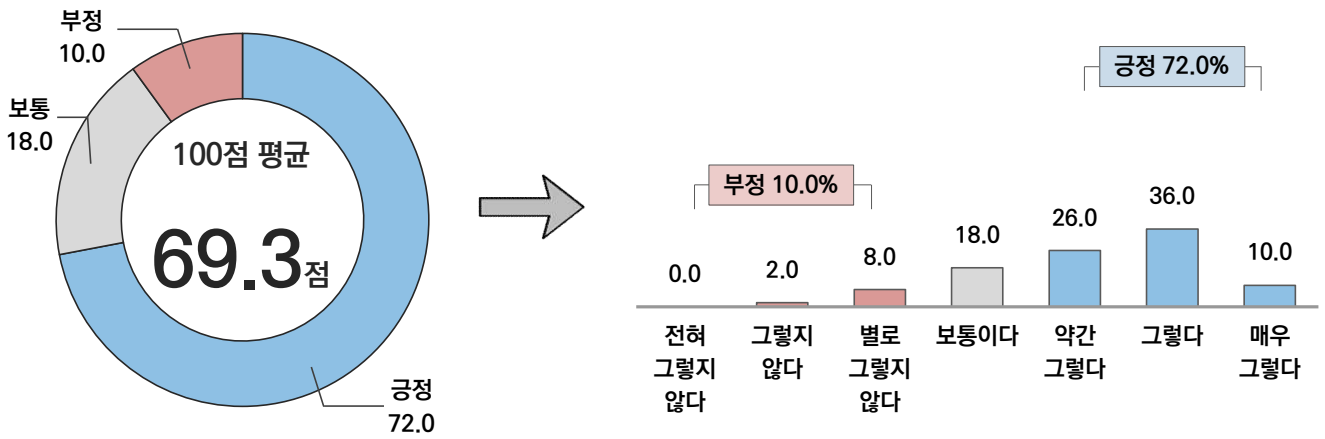 부정
10.0
보통
18.0
100점 평균
69.3점
긍정
72.0
긍정 72.0%
부정 10.0%
0.0
2.0
8.0
18.0
26.0
36.0
10.0
전혀
그렇지
않다
그렇지
않다
별로
그렇지
않다
보통이다
약간
그렇다
그렇다
매우
그렇다